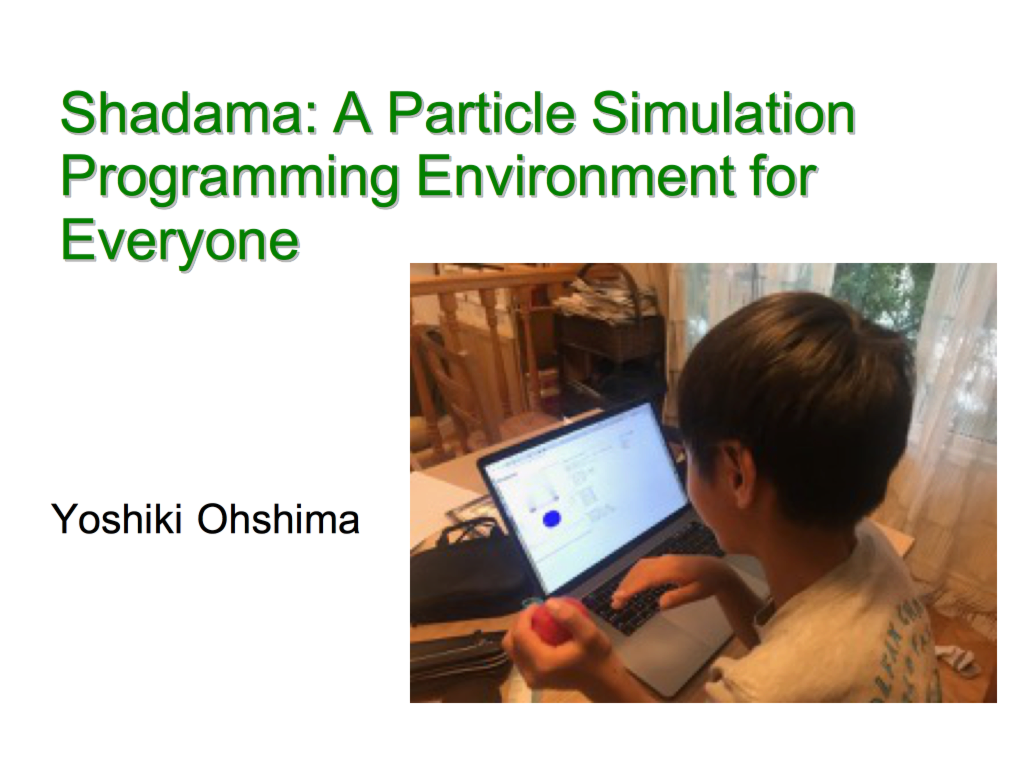 Shadama: A Particle Simulation
Programming Environment for
Everyone
Yoshiki Ohshima